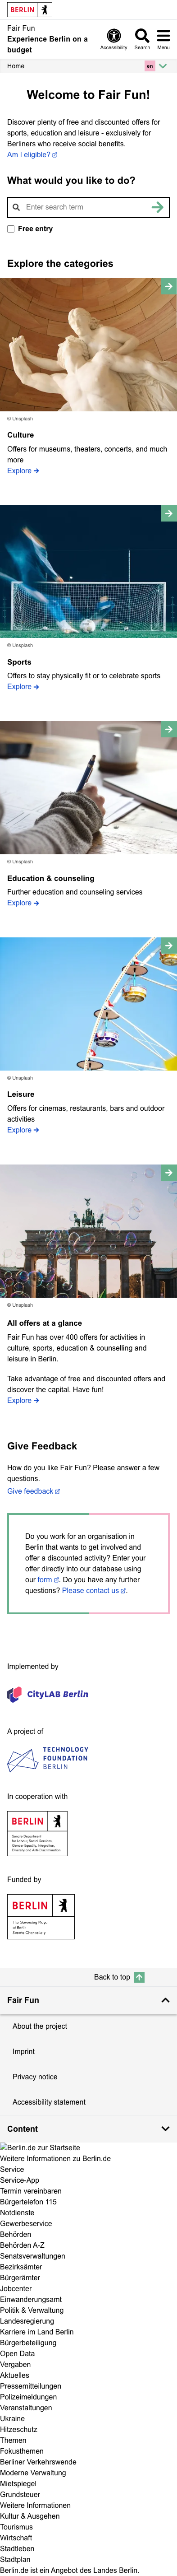 BERLIN
Fair Fun
Experience Berlin on a
budget
Accessibility
Search
Menu
Home
en
Welcome to Fair Fun!
Discover plenty of free and discounted offers for
sports, education and leisure - exclusively for
Berliners who receive social benefits.
Am I eligible?
What would you like to do?
Enter search term
Free entry
Explore the categories
© Unsplash
Culture
Offers for museums, theaters, concerts, and much
more
Explore
© Unsplash
Sports
Offers to stay physically fit or to celebrate sports
Explore
© Unsplash
Education & counseling
Further education and counseling services
Explore
© Unsplash
Leisure
Offers for cinemas, restaurants, bars and outdoor
activities
Explore
© Unsplash
All offers at a glance
Fair Fun has over 400 offers for activities in
culture, sports, education & counselling and
leisure in Berlin.
Take advantage of free and discounted offers and
discover the capital. Have fun!
Explore
Give Feedback
How do you like Fair Fun? Please answer a few
questions.
Give feedback
Do you work for an organisation in
Berlin that wants to get involved and
offer a discounted activity? Enter your
offer directly into our database using
our form. Do you have any further
questions? Please contact us.
Implemented by
CityLAB Berlin
A project of
TECHNOLOGY
FOUNDATION
BERLIN
In cooperation with
BERLIN
Senate Department
for Labour, Social Services,
Gender Equality, Integration,
Diversity and Anti-Discrimination
Funded by
BERLIN
The Governing Mayor
of Berlin
Senate Chancellery
Back to top
Fair Fun
About the project
Imprint
Privacy notice
Accessibility statement
Content
Berlin.de zur Startseite
Weitere Informationen zu Berlin.de
Service
Service-App
Termin vereinbaren
Bürgertelefon 115
Notdienste
Gewerbeservice
Behörden
Behörden A-Z
Senatsverwaltungen
Bezirksämter
Bürgerämter
Jobcenter
Einwanderungsamt
Politik & Verwaltung
Landesregierung
Karriere im Land Berlin
Bürgerbeteiligung
Open Data
Vergaben
Aktuelles
Pressemitteilungen
Polizeimeldungen
Veranstaltungen
Ukraine
Hitzeschutz
Themen
Fokusthemen
Berliner Verkehrswende
Moderne Verwaltung
Mietspiegel
Grundsteuer
Weitere Informationen
Kultur & Ausgehen
Tourismus
Wirtschaft
Stadtleben
Stadtplan
Berlin.de ist ein Angebot des Landes Berlin.